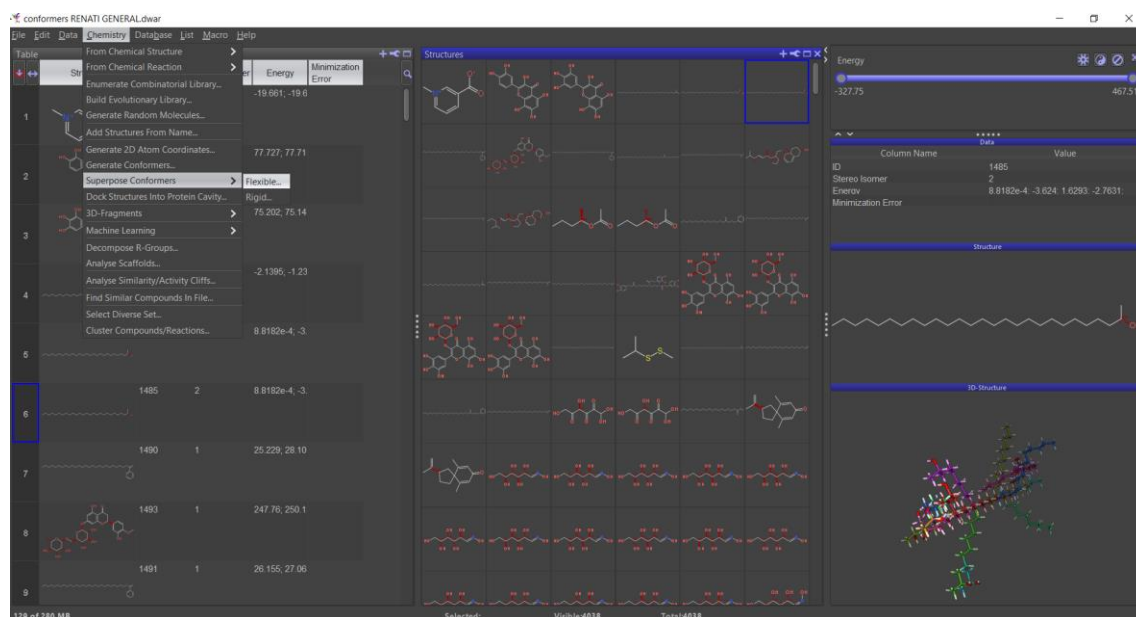 conformers RENATI GENERAL.dwar
File Edit Data Chemistry Database List Macro Help
Table
Structures
Energy
-327.75
467.51
Str
er
Energy
Minimization
Error
From Chemical Structure
From Chemical Reaction
Enumerate Combinatorial Library...
Build Evolutionary Library...
Generate Random Molecules...
Add Structures From Name...
Generate 2D Atom Coordinates...
Generate Conformers...
Superpose Conformers
Flexible...
Rigid...
Dock Structures Into Protein Cavity...
3D-Fragments
Machine Learning
Decompose R-Groups...
Analyse Scaffolds...
Analyse Similarity/Activity Cliffs...
Find Similar Compounds In File...
Select Diverse Set...
Cluster Compounds/Reactions...
1
-19.661; -19.6
2
77.727; 77.71
3
75.202; 75.14
4
-2.1395; -1.23
5
8.8182e-4; -3.
6
1485
2
8.8182e-4; -3.
7
1490
1
25.229; 28.10
8
1493
1
247.76; 250.1
9
1491
1
26.155; 27.06
Data
Column Name Value
ID 1485
Stereo Isomer 2
Energy 8.8182e-4; -3.624; 1.6293; -2.7631;
Minimization Error
Structure
3D-Structure
129 of 280 MB
Selected:
Visible:4038
Total:4038